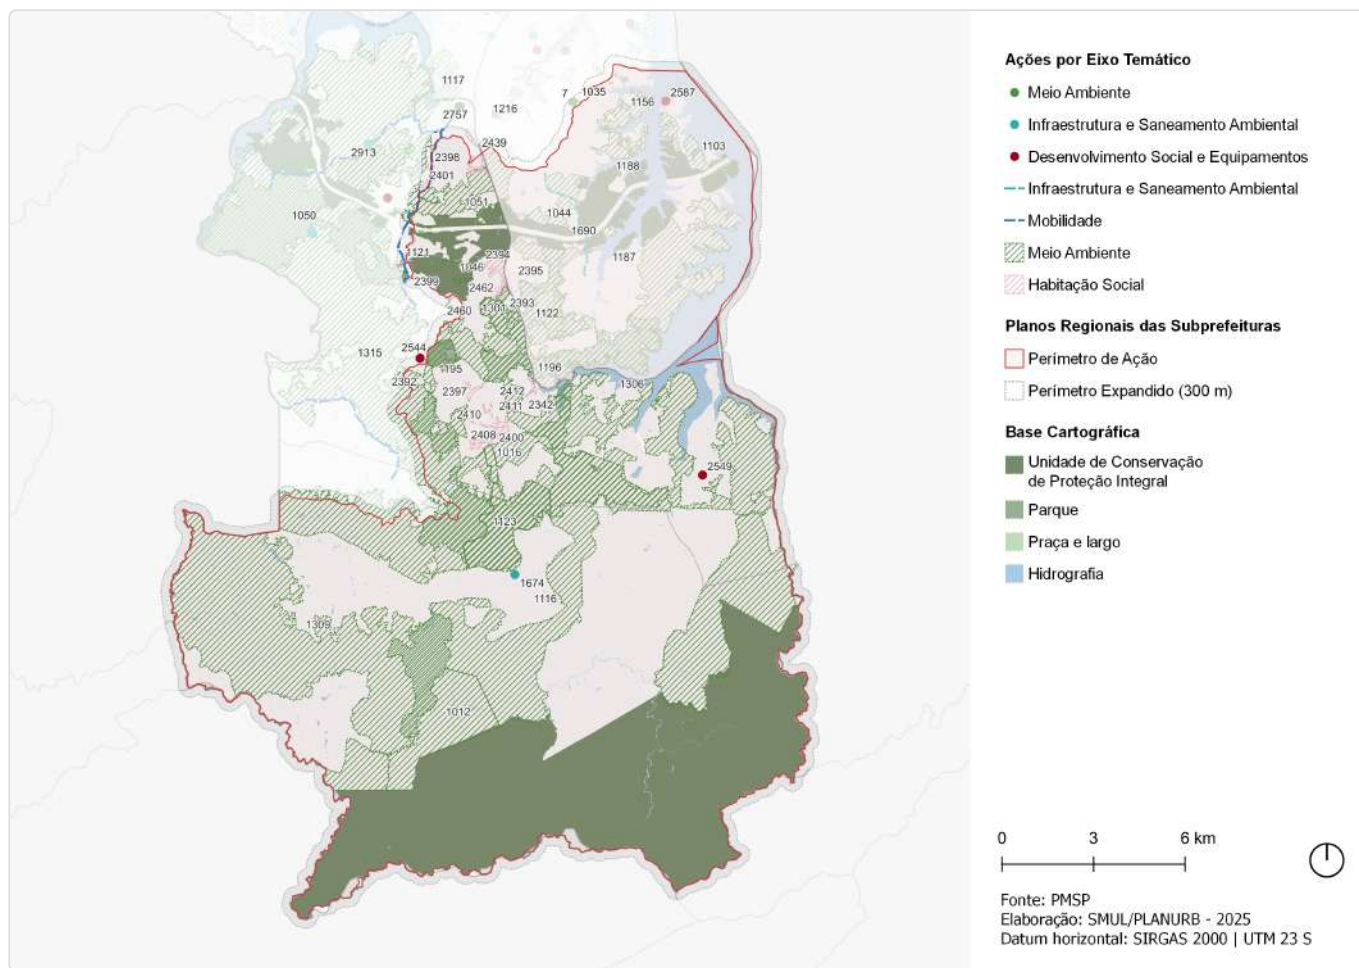 1117
2757
1216
7
1035
1156
2587
2439
1103
2913
2398
1188
2401
1051
1044
1050
1690
1121
2394
1187
1046
2395
2399
2462
2393
2460
1301
1122
2544
1315
1195
1196
2392
1306
2397
2412
2411
2342
2410
2408
2400
1016
2549
1123
1674
1116
1309
1012
Ações por Eixo Temático
Meio Ambiente
Infraestrutura e Saneamento Ambiental
Desenvolvimento Social e Equipamentos
Infraestrutura e Saneamento Ambiental
Mobilidade
Meio Ambiente
Habitação Social
Planos Regionais das Subprefeituras
Perímetro de Ação
Perímetro Expandido (300 m)
Base Cartográfica
Unidade de Conservação
de Proteção Integral
Parque
Praça e largo
Hidrografia
0 3 6 km
Fonte: PMSP
Elaboração: SMUL/PLANURB - 2025
Datum horizontal: SIRGAS 2000 | UTM 23 S